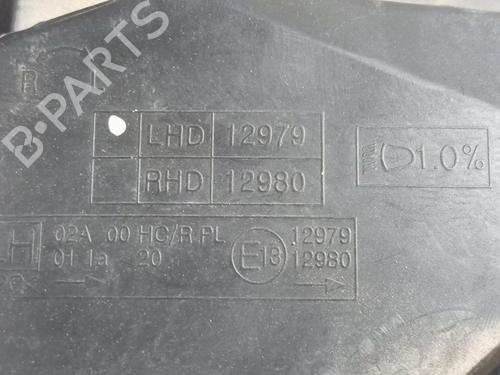 B-PARTS
R
LHD 12979
RHD 12980
1.0%
H 02A 00 HC/R PL E13 12979
01 1a 20 12980